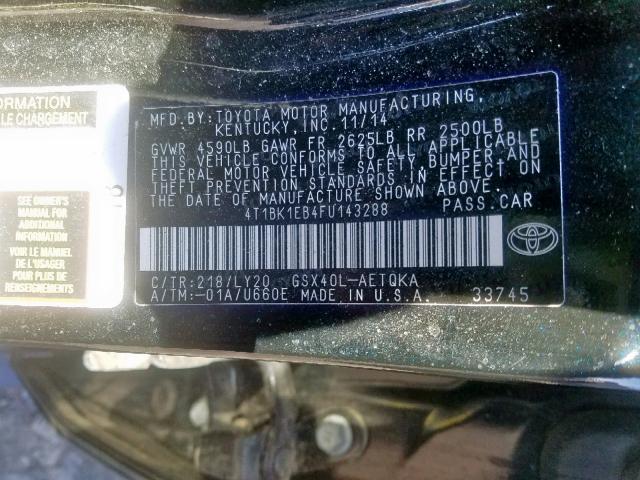 ORMATION
LE CHARGEMENT
SEE OWNER'S
MANUAL FOR
ADDITIONAL
INFORMATION
VOIR LE
MANUEL DE
L'USAGER
POUR PLUS DE
RENSEIGNEMENTS
MFD.BY:TOYOTA MOTOR MANUFACTURING,
KENTUCKY,INC. 11/14
GVWR 4590LB GAWR FR 2625LB RR 2500LB
THIS VEHICLE CONFORMS TO ALL APPLICABLE
FEDERAL MOTOR VEHICLE SAFETY, BUMPER,AND
THEFT PREVENTION STANDARDS IN EFFECT ON
THE DATE OF MANUFACTURE SHOWN ABOVE.
4T1BK1EB4FU143288 PASS.CAR
C/TR:218/LY20 GSX40L-AETQKA
A/TM:-01A/U660E MADE IN U.S.A. 33745